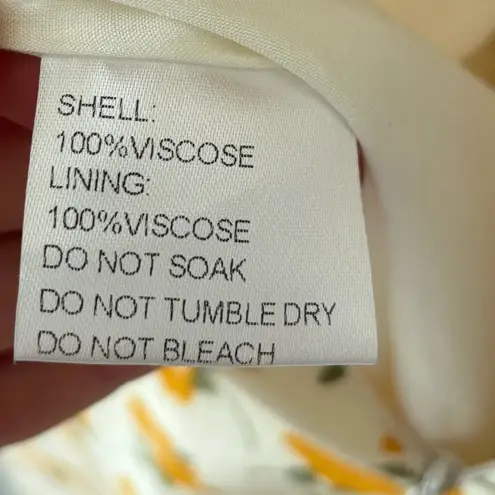 SHELL:
100%VISCOSE
LINING:
100%VISCOSE
DO NOT SOAK
DO NOT TUMBLE DRY
DO NOT BLEACH